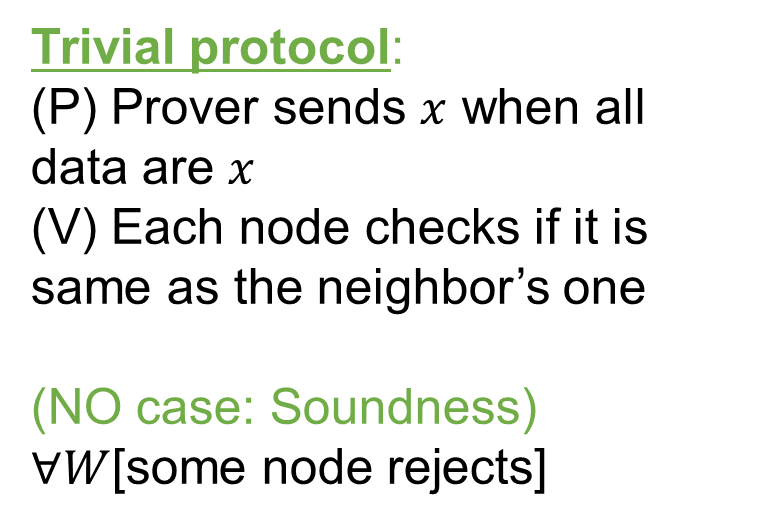 Trivial protocol:
(P) Prover sends x when all
data are x
(V) Each node checks if it is
same as the neighbor’s one
(NO case: Soundness)
∀W[some node rejects]